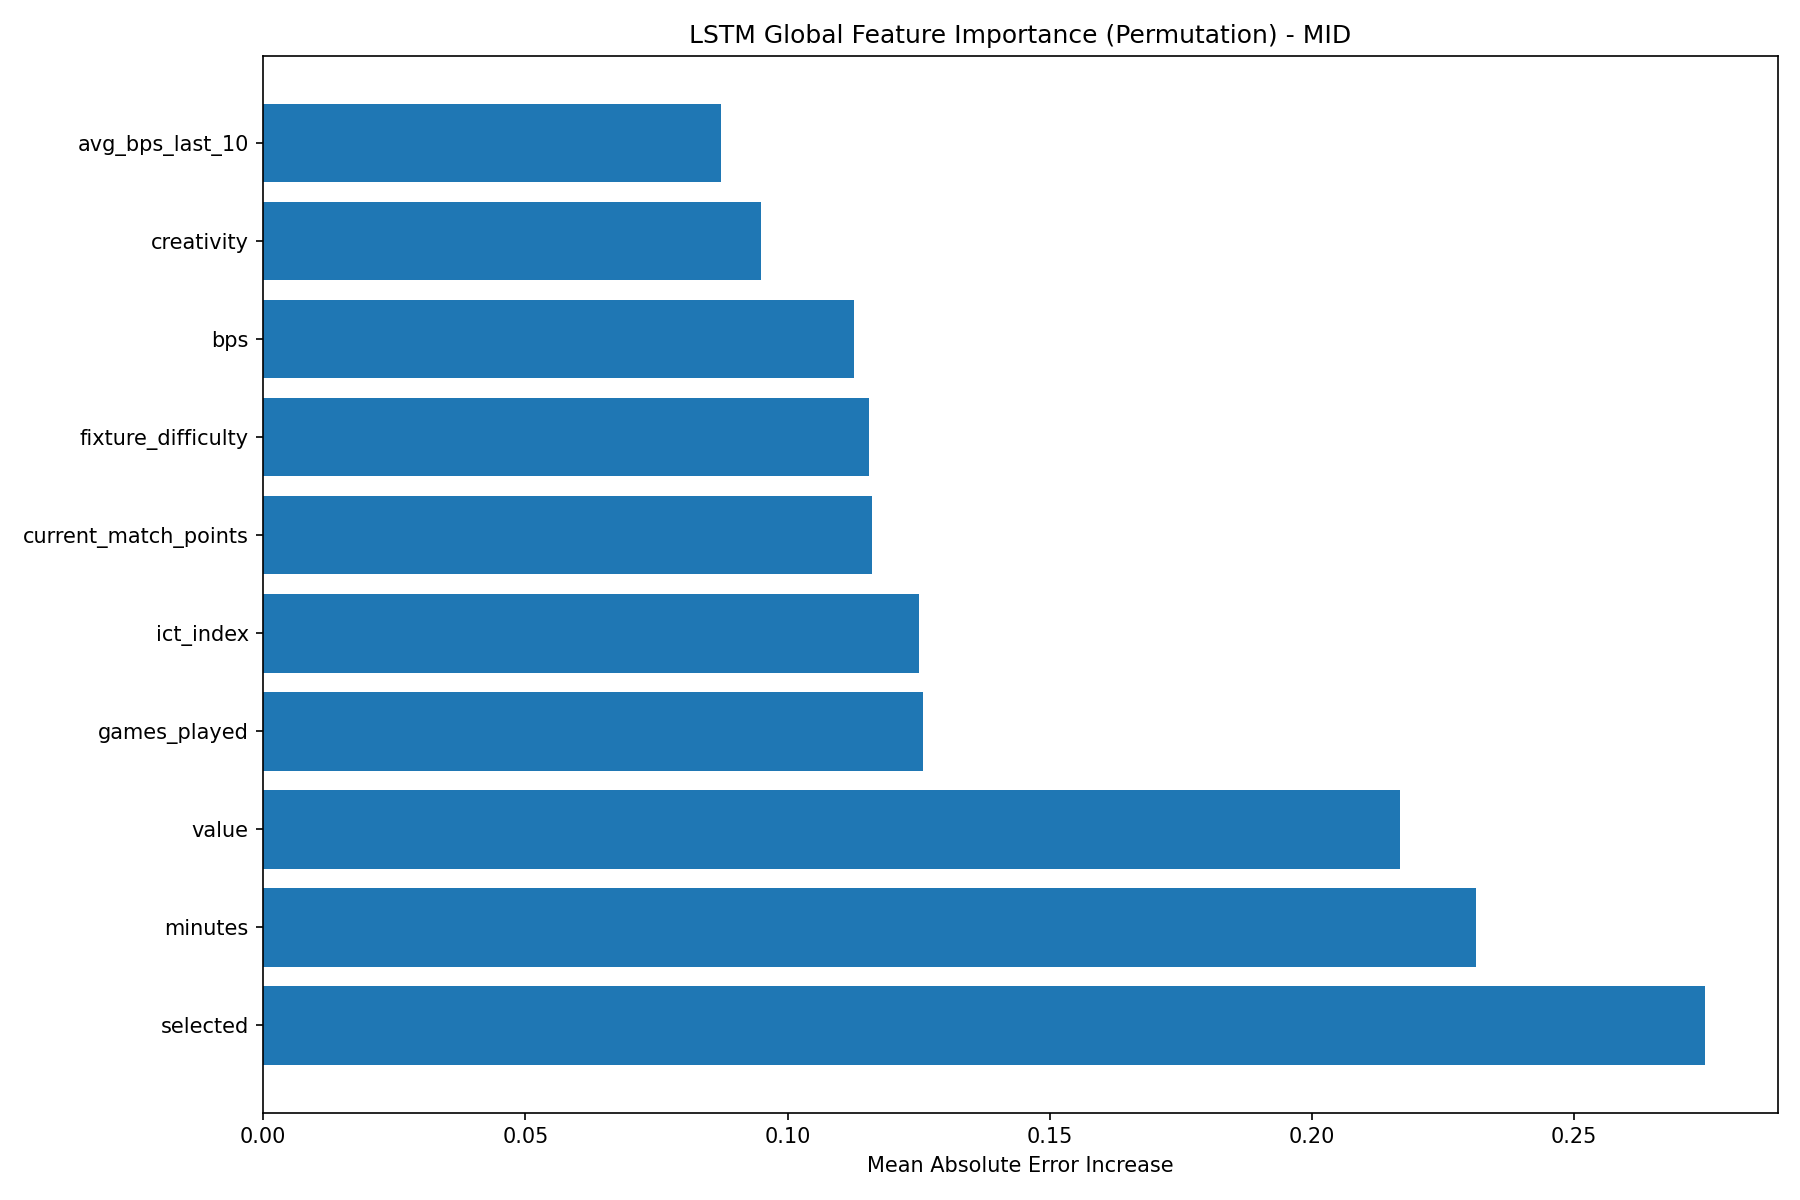 LSTM Global Feature Importance (Permutation) - MID
avg_bps_last_10
creativity
bps
fixture_difficulty
current_match_points
ict_index
games_played
value
minutes
selected
0.00 0.05 0.10 0.15 0.20 0.25
Mean Absolute Error Increase